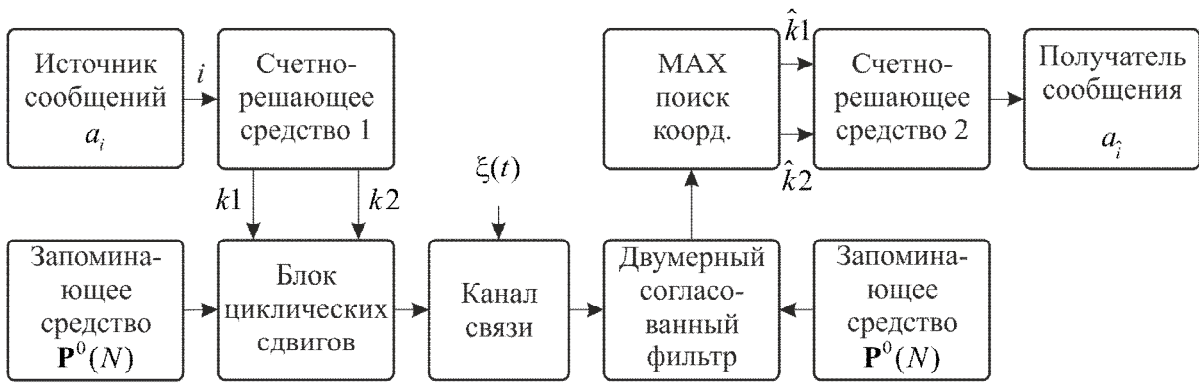 Источник
сообщений
a_i
i
Счетно-
решающее
средство 1
k1
k2
ξ(t)
MAX
поиск
коорд.
k̂1
k̂2
Счетно-
решающее
средство 2
Получатель
сообщения
a_î
Запомина-
ющее
средство
P⁰(N)
Блок
циклических
сдвигов
Канал
связи
Двумерный
согласо-
ванный
фильтр
Запомина-
ющее
средство
P⁰(N)